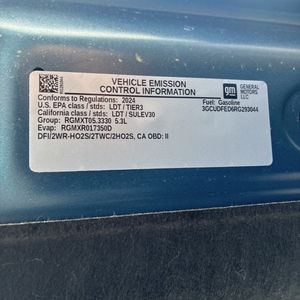 VEHICLE EMISSION
CONTROL INFORMATION
gm
GENERAL
MOTORS
LLC
Conforms to Regulations: 2024
Fuel: Gasoline
U.S. EPA class / stds: LDT / TIER3
3GCUDFED6RG293044
California class / stds: LDT / SULEV30
Group: RGMXT05.3330 5.3L
Evap: RGMXR017350D
DFI/2WR-HO2S/2TWC/2HO2S, CA OBD: II